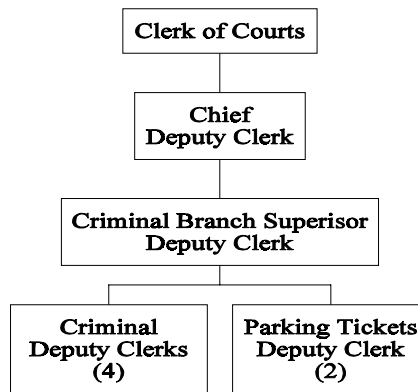 Clerk of Courts
Chief
Deputy Clerk
Criminal Branch Superisor
Deputy Clerk
Criminal
Deputy Clerks
(4)
Parking Tickets
Deputy Clerk
(2)